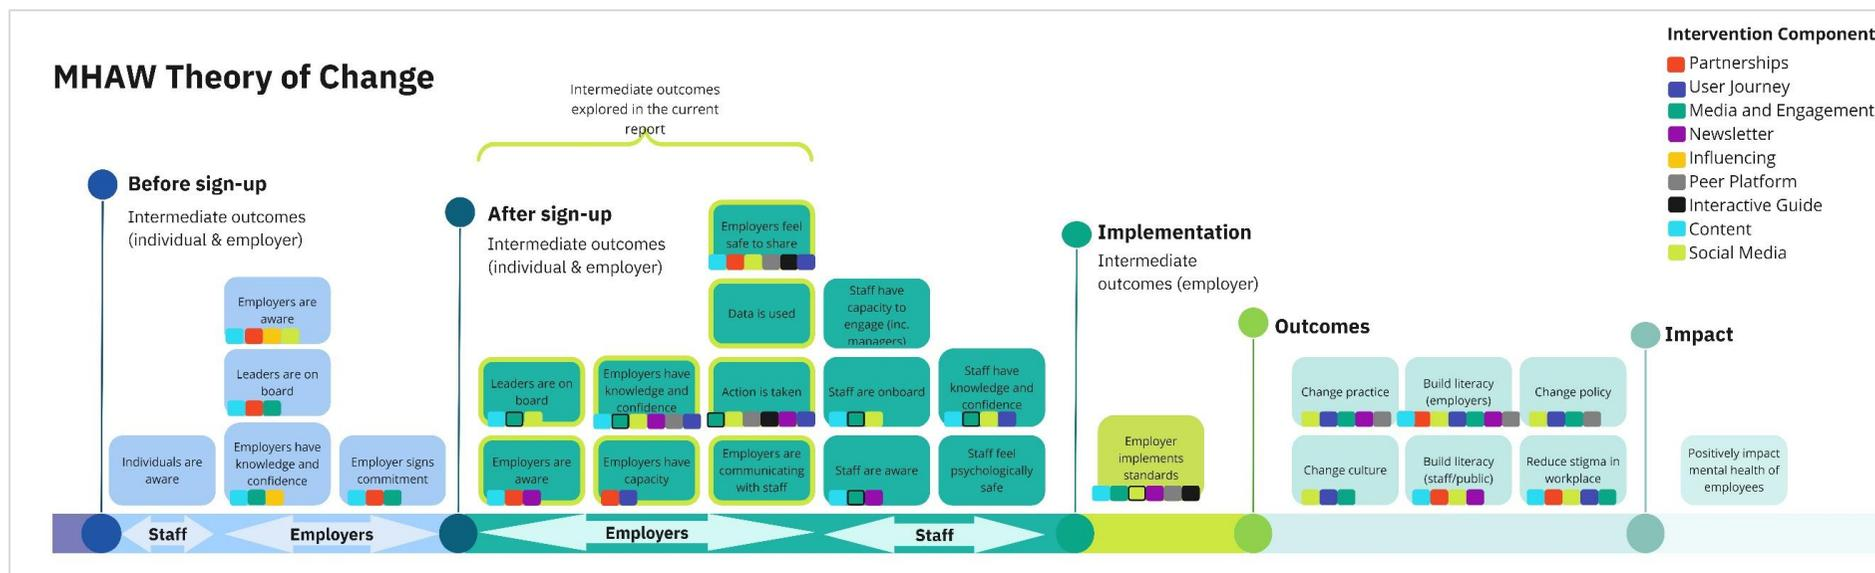 MHAW Theory of Change
Intermediate outcomes
explored in the current
report
Intervention Component
Partnerships
User Journey
Media and Engagement
Newsletter
Influencing
Peer Platform
Interactive Guide
Content
Social Media
Before sign-up
Intermediate outcomes
(individual & employer)
Employers are
aware
Leaders are on
board
Individuals are
aware
Employers have
knowledge and
confidence
Employer signs
commitment
After sign-up
Intermediate outcomes
(individual & employer)
Employers feel
safe to share
Data is used
Staff have
capacity to
engage (inc.
managers)
Leaders are on
board
Employers have
knowledge and
confidence
Action is taken
Staff are onboard
Staff have
knowledge and
confidence
Employers are
aware
Employers have
capacity
Employers are
communicating
with staff
Staff are aware
Staff feel
psychologically
safe
Implementation
Intermediate
outcomes (employer)
Employer
implements
standards
Outcomes
Change practice
Build literacy
(employers)
Change policy
Change culture
Build literacy
(staff/public)
Reduce stigma in
workplace
Impact
Positively impact
mental health of
employees
Staff
Employers
Employers
Staff